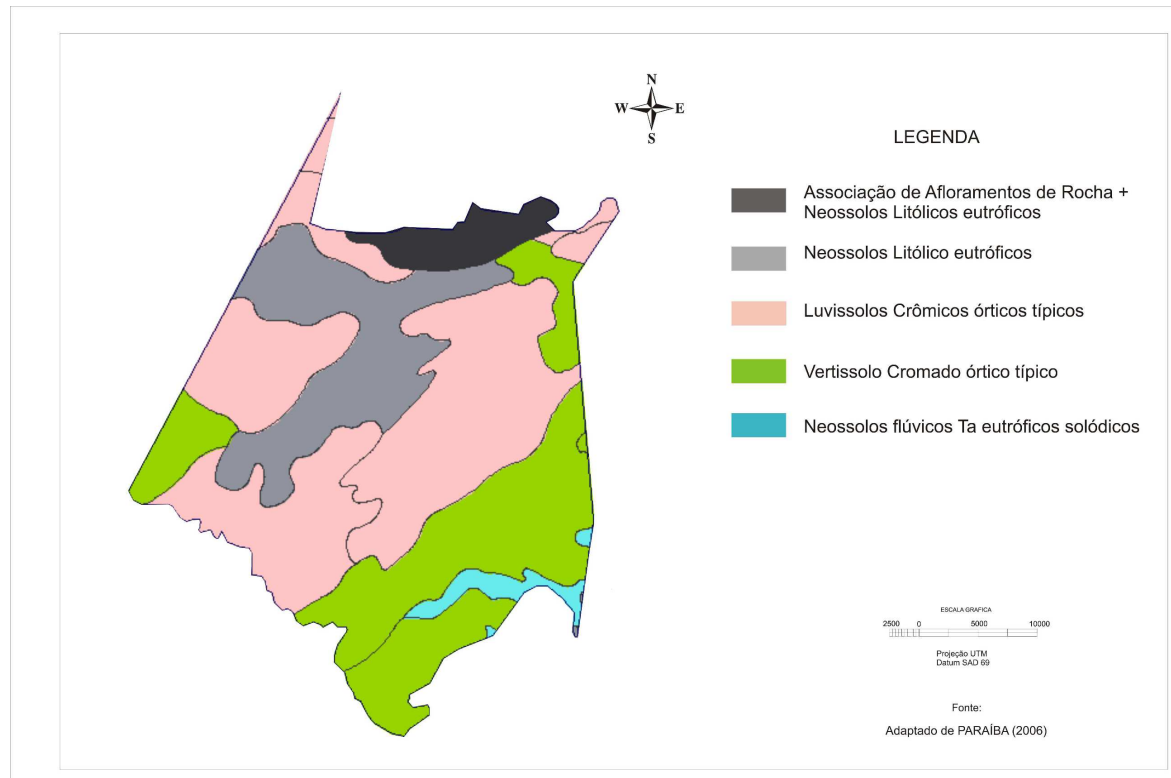 N
W E
S
LEGENDA
Associação de Afloramentos de Rocha +
Neossolos Litólicos eutróficos
Neossolos Litólico eutróficos
Luvissolos Crômicos órticos típicos
Vertissolo Cromado órtico típico
Neossolos flúvicos Ta eutróficos solódicos
ESCALA GRAFICA
2500 0 5000 10000
Projeção UTM
Datum SAD 69
Fonte:
Adaptado de PARAÍBA (2006)